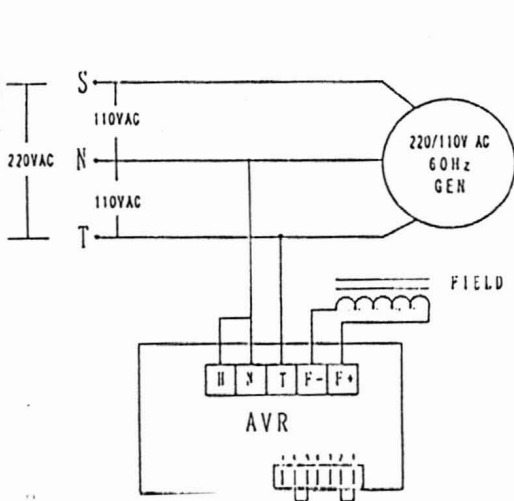 S
110VAC
220VAC
N
110VAC
T
220/110V AC
60Hz
GEN
FIELD
N T F- F+
AVR